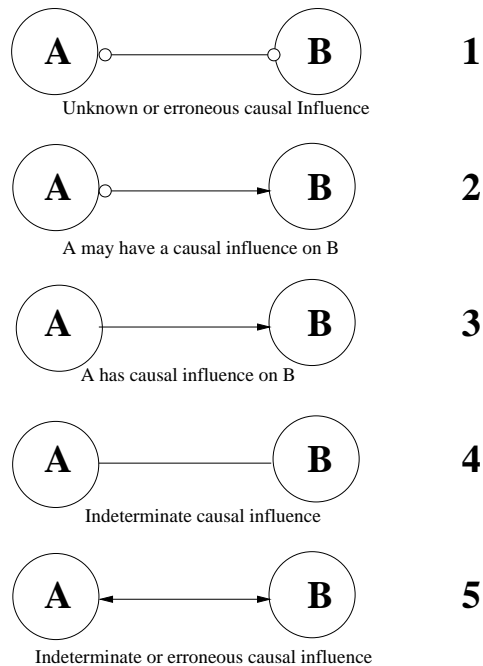 A B 1
Unknown or erroneous causal Influence
A B 2
A may have a causal influence on B
A B 3
A has causal influence on B
A B 4
Indeterminate causal influence
A B 5
Indeterminate or erroneous causal influence